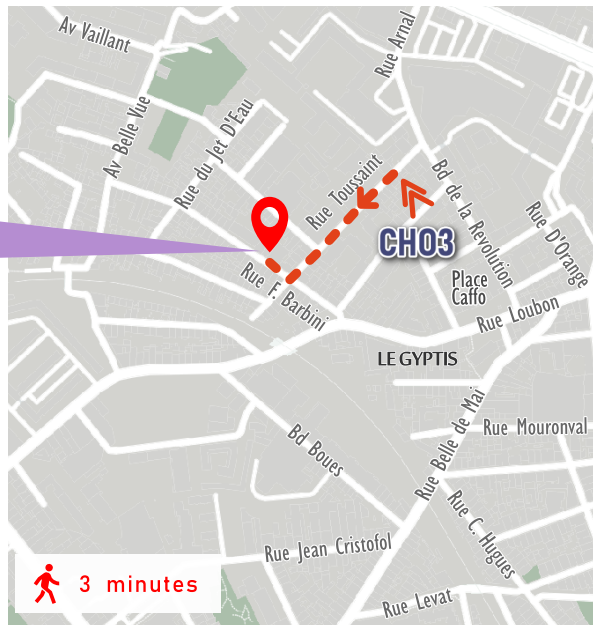 Av Vaillant
Rue Arnal
Av Belle Vue
Rue du Jet D'Eau
Rue Toussaint
Bd de la Revolution
Rue D'Orange
CH03
Rue F. Barbini
Place
Caffo
Rue Loubon
LE GYPTIS
Rue Belle de Mai
Rue Mouronval
Bd Boues
Rue C. Hugues
Rue Jean Cristofol
3 minutes
Rue Levat